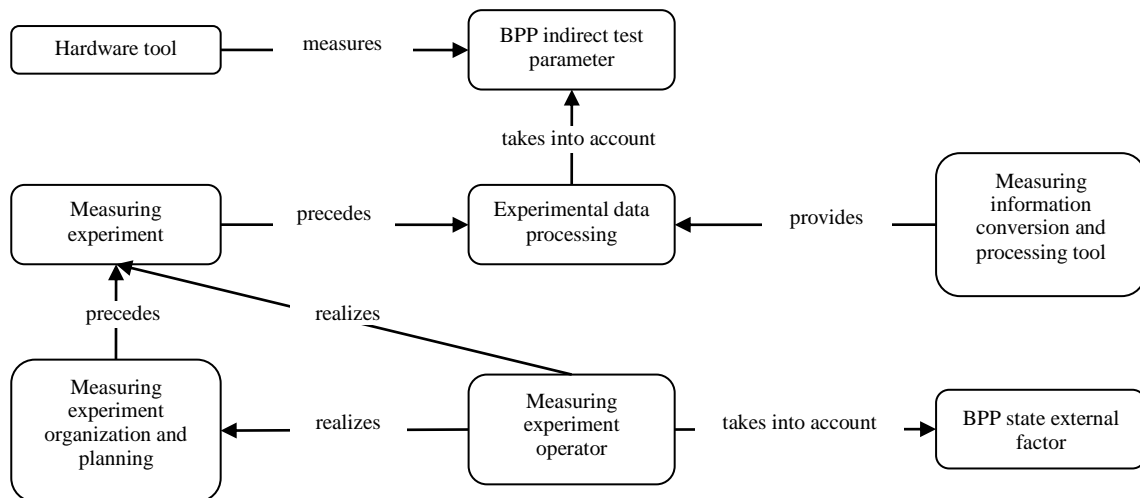 Hardware tool
measures
BPP indirect test
parameter
takes into account
Measuring
experiment
precedes
Experimental data
processing
provides
Measuring
information
conversion and
processing tool
precedes
realizes
Measuring
experiment
organization and
planning
realizes
Measuring
experiment
operator
takes into account
BPP state external
factor